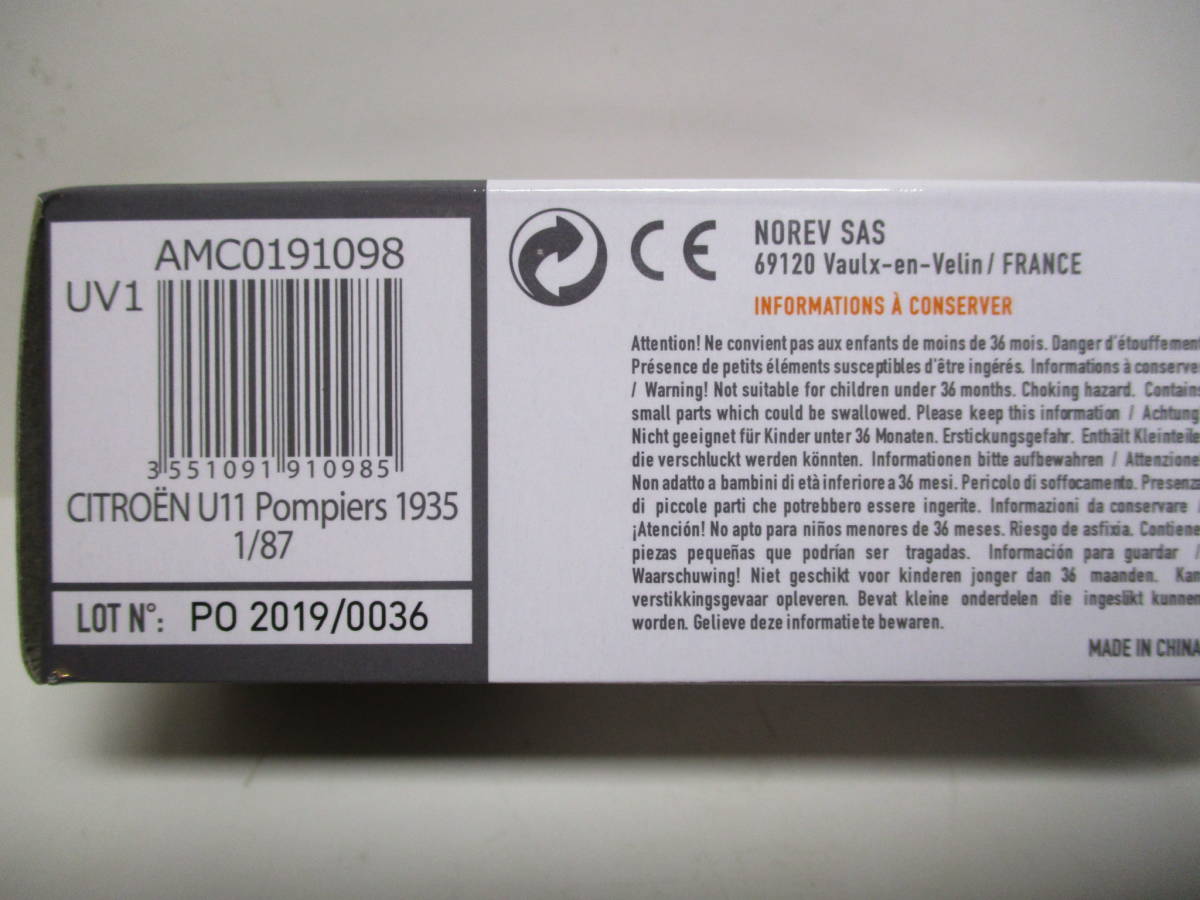 AMC0191098
UV1
3 551091 910985
CITROËN U11 Pompiers 1935
1/87
LOT N°: PO 2019/0036
CE
NOREV SAS
69120 Vaulx-en-Velin / FRANCE
INFORMATIONS À CONSERVER
Attention! Ne convient pas aux enfants de moins de 36 mois. Danger d'étouffement
Présence de petits éléments susceptibles d'être ingérés. Informations à conserve
/ Warning! Not suitable for children under 36 months. Choking hazard. Contains
small parts which could be swallowed. Please keep this information / Achtung
Nicht geeignet für Kinder unter 36 Monaten. Erstickungsgefahr. Enthält Kleinteile
die verschluckt werden könnten. Informationen bitte aufbewahren / Attenzione
Non adatto a bambini di età inferiore a 36 mesi. Pericolo di soffocamento. Presenza
di piccole parti che potrebbero essere ingerite. Informazioni da conservare /
¡Atención! No apto para niños menores de 36 meses. Riesgo de asfixia. Contiene
piezas pequeñas que podrían ser tragadas. Información para guardar /
Waarschuwing! Niet geschikt voor kinderen jonger dan 36 maanden. Kan
verstikkingsgevaar opleveren. Bevat kleine onderdelen die ingeslikt kunnen
worden. Gelieve deze informatie te bewaren.
MADE IN CHINA